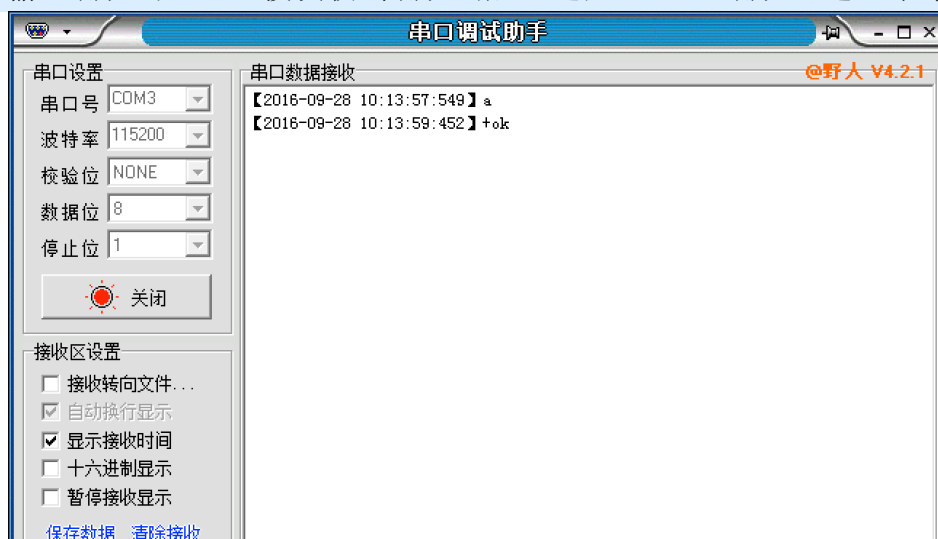 串口调试助手
串口设置
串口号 COM3
波特率 115200
校验位 NONE
数据位 8
停止位 1
关闭
接收区设置
接收转向文件...
自动换行显示
显示接收时间
十六进制显示
暂停接收显示
保存数据 清除接收
串口数据接收
@野人 V4.2.1
【2016-09-28 10:13:57:549】a
【2016-09-28 10:13:59:452】+ok